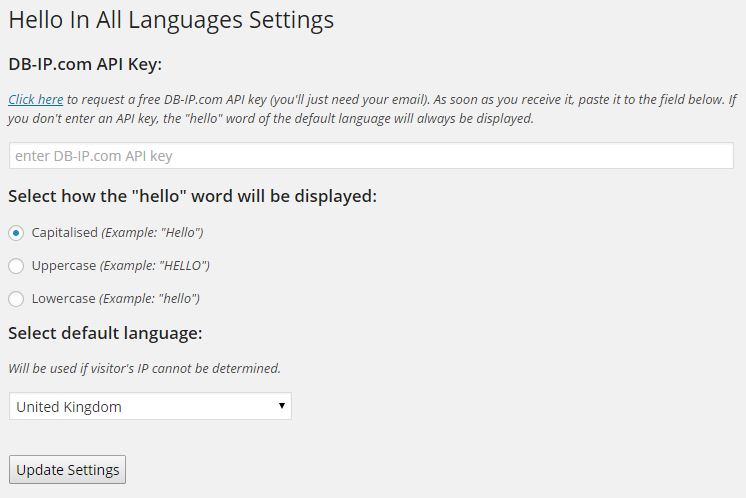 Hello In All Languages Settings
DB-IP.com API Key:
Click here to request a free DB-IP.com API key (you'll just need your email). As soon as you receive it, paste it to the field below. If
you don't enter an API key, the "hello" word of the default language will always be displayed.
enter DB-IP.com API key
Select how the "hello" word will be displayed:
Capitalised (Example: "Hello")
Uppercase (Example: "HELLO")
Lowercase (Example: "hello")
Select default language:
Will be used if visitor's IP cannot be determined.
United Kingdom
Update Settings